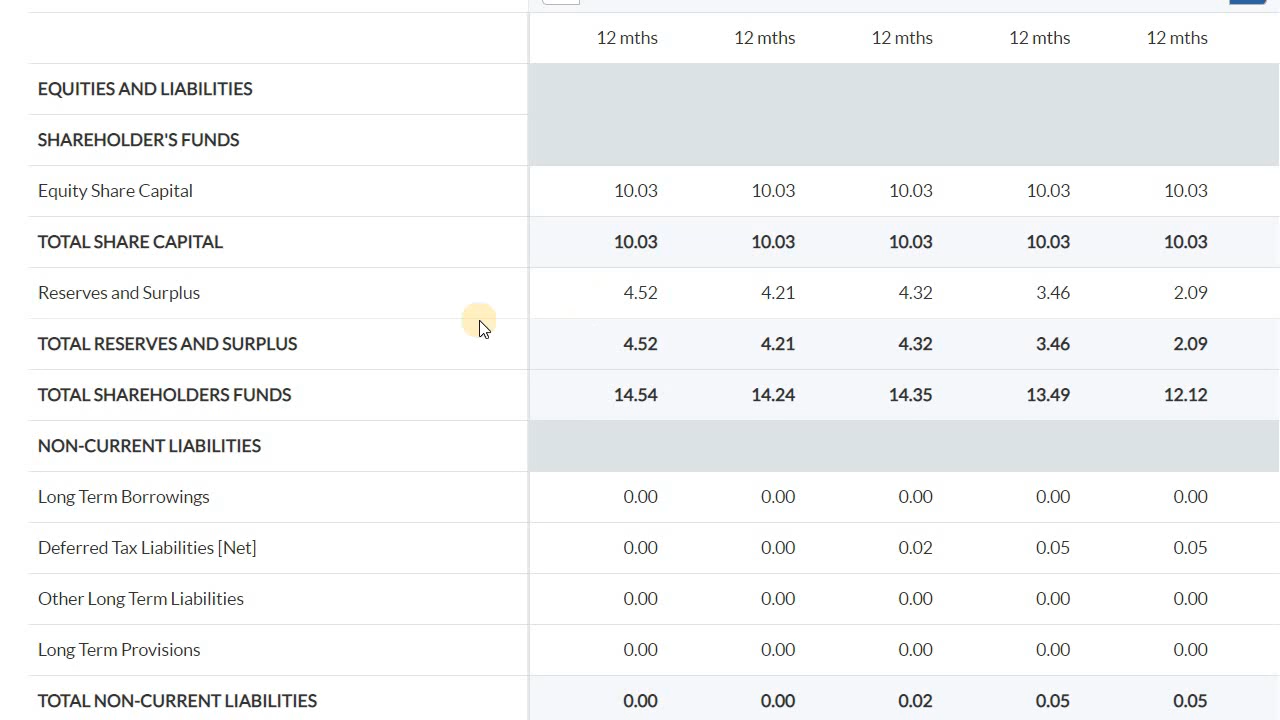 12 mths 12 mths 12 mths 12 mths 12 mths
EQUITIES AND LIABILITIES
SHAREHOLDER'S FUNDS
Equity Share Capital 10.03 10.03 10.03 10.03 10.03
TOTAL SHARE CAPITAL 10.03 10.03 10.03 10.03 10.03
Reserves and Surplus 4.52 4.21 4.32 3.46 2.09
TOTAL RESERVES AND SURPLUS 4.52 4.21 4.32 3.46 2.09
TOTAL SHAREHOLDERS FUNDS 14.54 14.24 14.35 13.49 12.12
NON-CURRENT LIABILITIES
Long Term Borrowings 0.00 0.00 0.00 0.00 0.00
Deferred Tax Liabilities [Net] 0.00 0.00 0.02 0.05 0.05
Other Long Term Liabilities 0.00 0.00 0.00 0.00 0.00
Long Term Provisions 0.00 0.00 0.00 0.00 0.00
TOTAL NON-CURRENT LIABILITIES 0.00 0.00 0.02 0.05 0.05